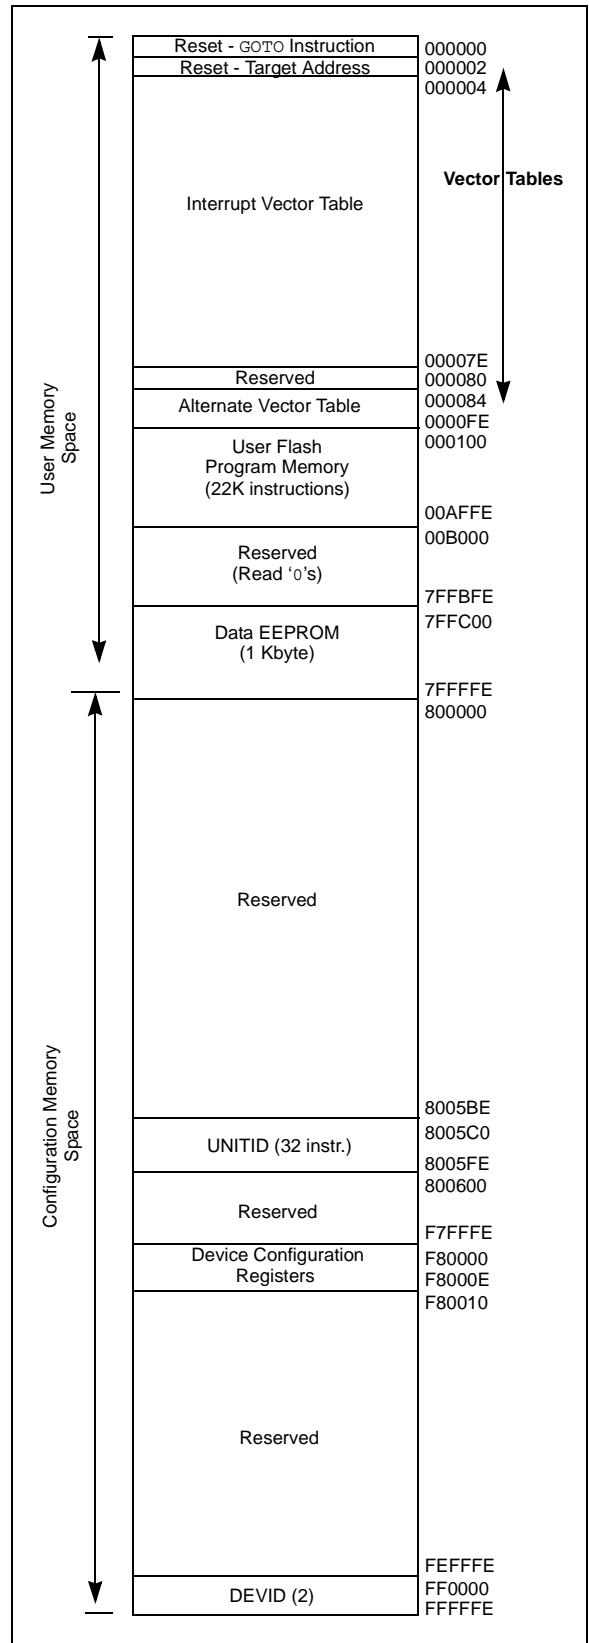 Reset - GOTO Instruction
000000
Reset - Target Address
000002
000004
Vector Tables
Interrupt Vector Table
00007E
Reserved
000080
000084
Alternate Vector Table
0000FE
User Flash
Program Memory
(22K instructions)
000100
00AFFE
00B000
Reserved
(Read ‘0’s)
7FFBFE
7FFC00
Data EEPROM
(1 Kbyte)
7FFFFE
800000
User Memory
Space
Reserved
8005BE
8005C0
UNITID (32 instr.)
8005FE
800600
Reserved
F7FFFE
Device Configuration
Registers
F80000
F8000E
F80010
Configuration Memory
Space
Reserved
FEFFFE
FF0000
DEVID (2)
FFFFFE